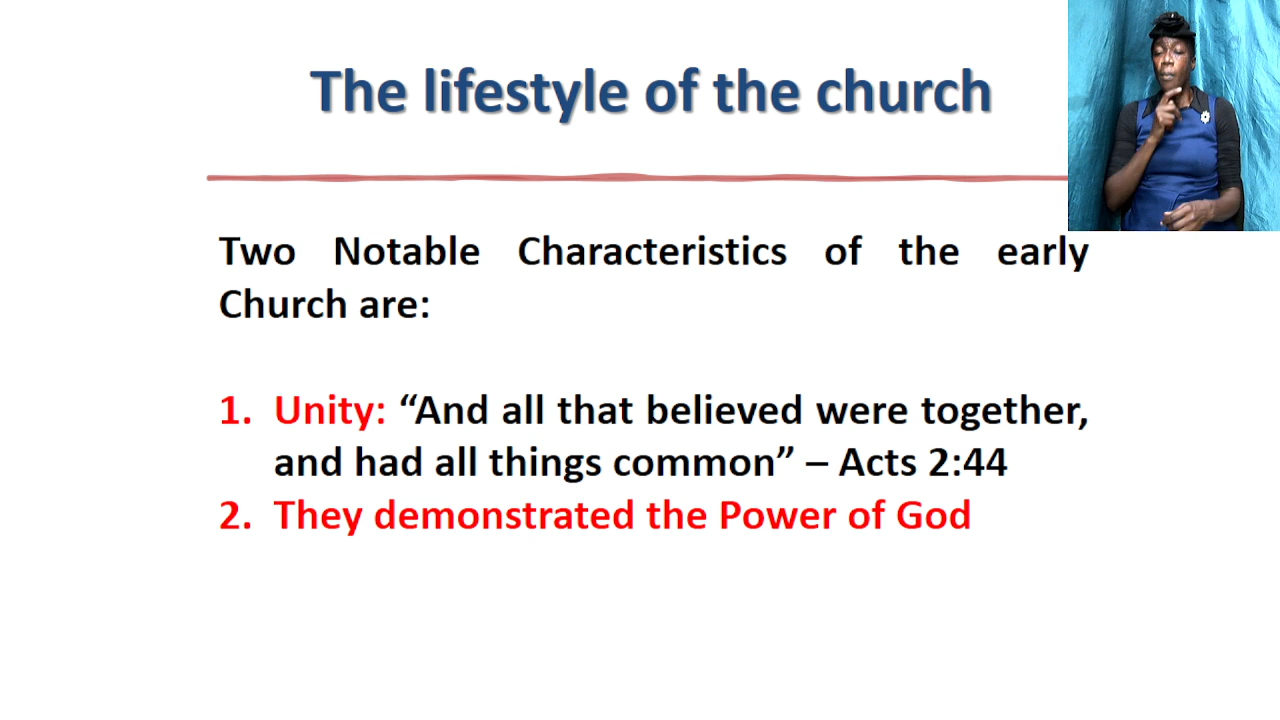 The lifestyle of the church
Two Notable Characteristics of the early
Church are:
1. Unity: “And all that believed were together,
and had all things common” – Acts 2:44
2. They demonstrated the Power of God